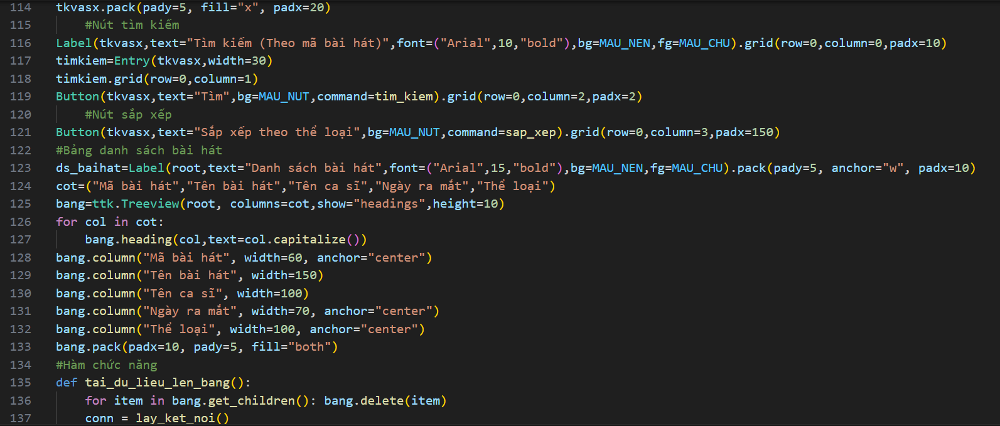 114 tkvasx.pack(pady=5, fill="x", padx=20)
115     #Nút tìm kiếm
116 Label(tkvasx,text="Tìm kiếm (Theo mã bài hát)",font=("Arial",10,"bold"),bg=MAU_NEN,fg=MAU_CHU).grid(row=0,column=0,padx=10)
117 timkiem=Entry(tkvasx,width=30)
118 timkiem.grid(row=0,column=1)
119 Button(tkvasx,text="Tìm",bg=MAU_NUT,command=tim_kiem).grid(row=0,column=2,padx=2)
120     #Nút sắp xếp
121 Button(tkvasx,text="Sắp xếp theo thể loại",bg=MAU_NUT,command=sap_xep).grid(row=0,column=3,padx=150)
122 #Bảng danh sách bài hát
123 ds_baihat=Label(root,text="Danh sách bài hát",font=("Arial",15,"bold"),bg=MAU_NEN,fg=MAU_CHU).pack(pady=5, anchor="w", padx=10)
124 cot=("Mã bài hát","Tên bài hát","Tên ca sĩ","Ngày ra mắt","Thể loại")
125 bang=ttk.Treeview(root, columns=cot,show="headings",height=10)
126 for col in cot:
127     bang.heading(col,text=col.capitalize())
128 bang.column("Mã bài hát", width=60, anchor="center")
129 bang.column("Tên bài hát", width=150)
130 bang.column("Tên ca sĩ", width=100)
131 bang.column("Ngày ra mắt", width=70, anchor="center")
132 bang.column("Thể loại", width=100, anchor="center")
133 bang.pack(padx=10, pady=5, fill="both")
134 #Hàm chức năng
135 def tai_du_lieu_len_bang():
136     for item in bang.get_children(): bang.delete(item)
137     conn = lay_ket_noi()